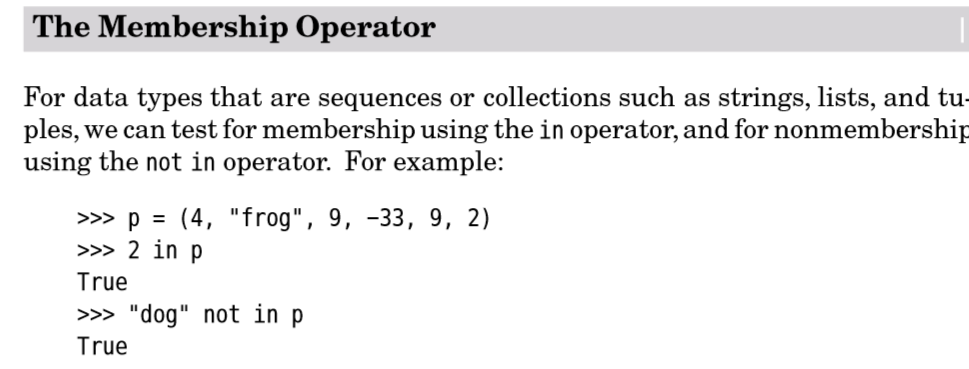 The Membership Operator
For data types that are sequences or collections such as strings, lists, and tu-
ples, we can test for membership using the in operator, and for nonmembership
using the not in operator. For example:
>>> p = (4, "frog", 9, −33, 9, 2)
>>> 2 in p
True
>>> "dog" not in p
True